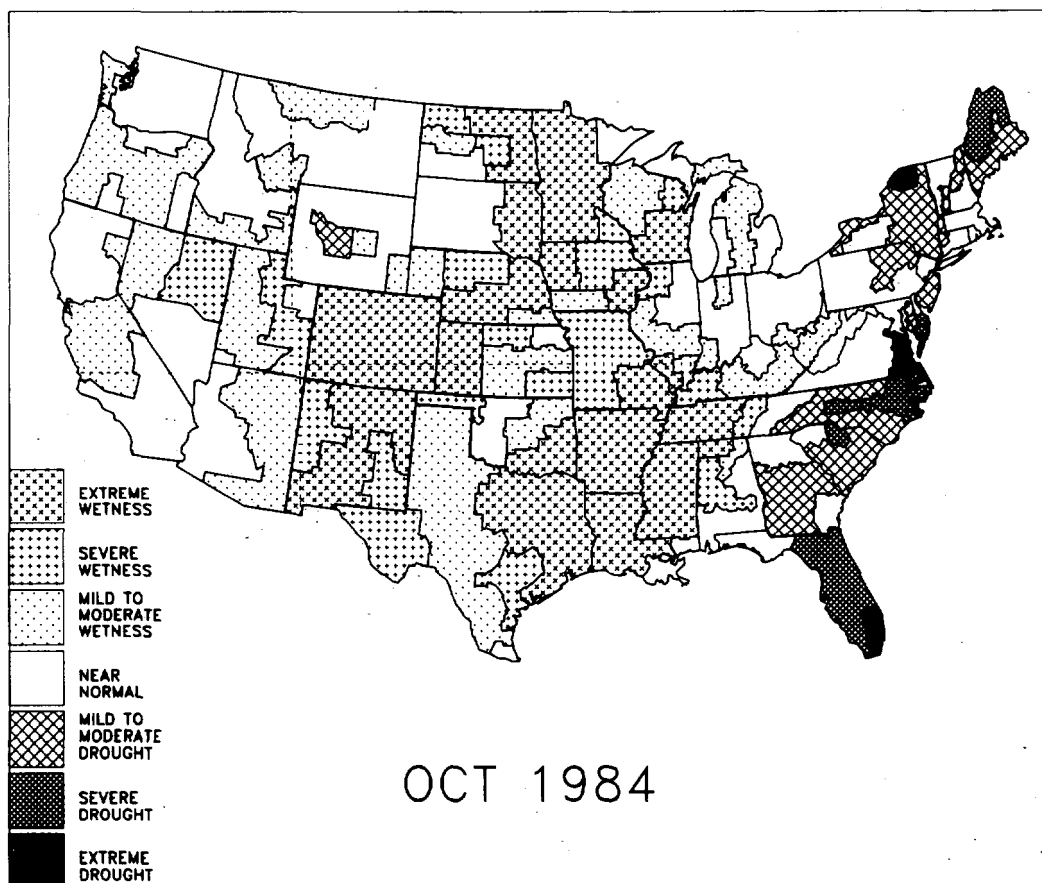 EXTREME
WETNESS
SEVERE
WETNESS
MILD TO
MODERATE
WETNESS
NEAR
NORMAL
MILD TO
MODERATE
DROUGHT
SEVERE
DROUGHT
EXTREME
DROUGHT
OCT 1984